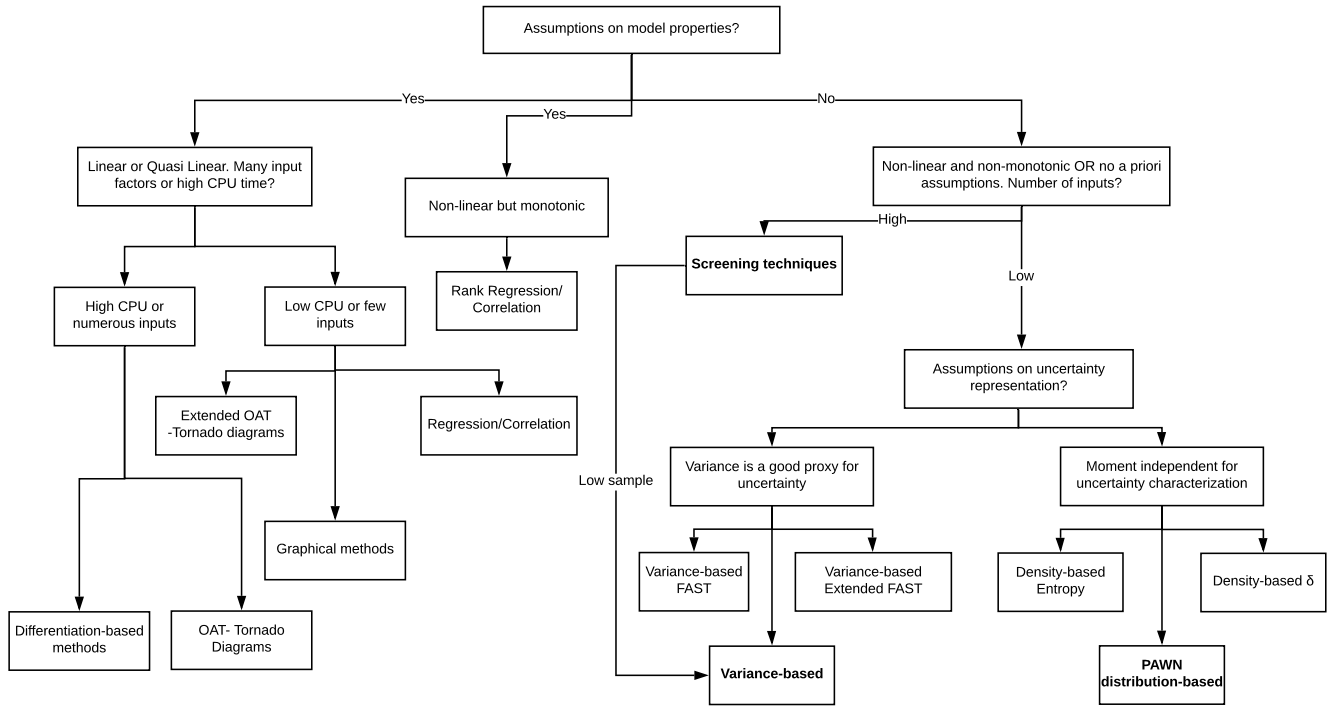 Assumptions on model properties?
Yes
Yes
No
Linear or Quasi Linear. Many input
factors or high CPU time?
Non-linear but monotonic
Non-linear and non-monotonic OR no a priori
assumptions. Number of inputs?
High
Low
Screening techniques
High CPU or
numerous inputs
Low CPU or few
inputs
Rank Regression/
Correlation
Assumptions on uncertainty
representation?
Extended OAT
-Tornado diagrams
Regression/Correlation
Low sample
Variance is a good proxy for
uncertainty
Moment independent for
uncertainty characterization
Graphical methods
Variance-based
FAST
Variance-based
Extended FAST
Density-based
Entropy
Density-based δ
Differentiation-based
methods
OAT- Tornado
Diagrams
Variance-based
PAWN
distribution-based